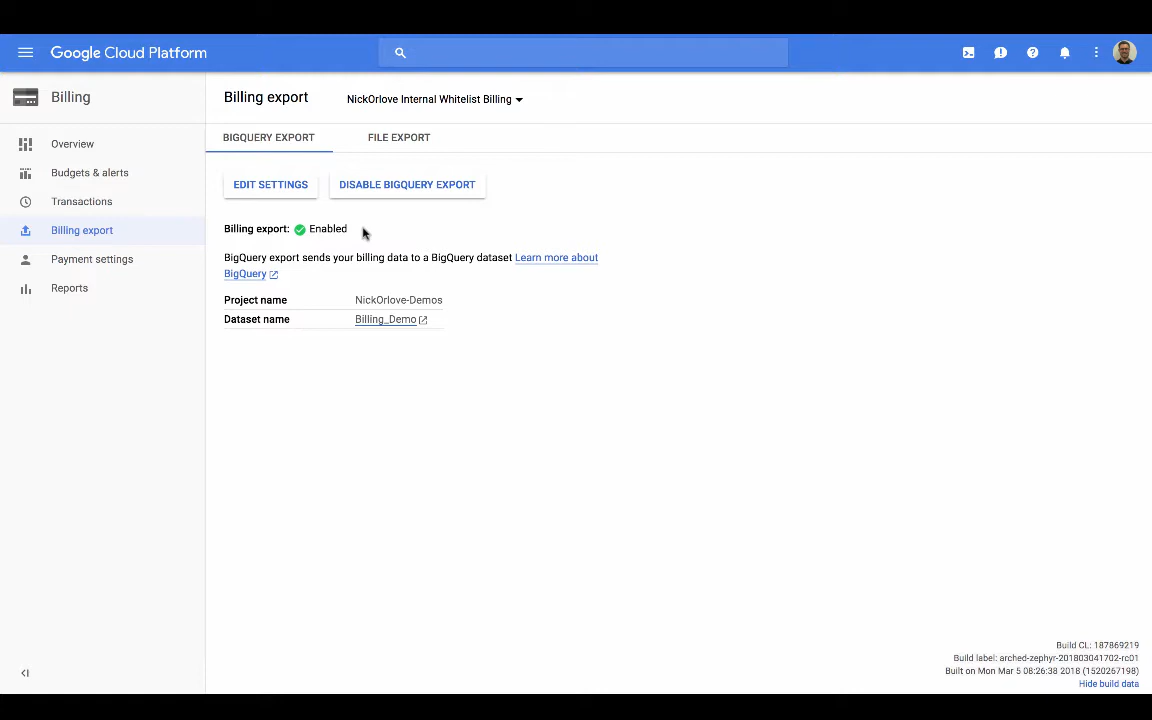 Google Cloud Platform
Billing
Billing export
NickOrlove Internal Whitelist Billing
Overview
Budgets & alerts
Transactions
Billing export
Payment settings
Reports
BIGQUERY EXPORT
FILE EXPORT
EDIT SETTINGS
DISABLE BIGQUERY EXPORT
Billing export: Enabled
BigQuery export sends your billing data to a BigQuery dataset Learn more about
BigQuery
Project name NickOrlove-Demos
Dataset name Billing_Demo
Build CL: 187869219
Build label: arched-zephyr-201803041702-rc01
Built on Mon Mar 5 08:26:38 2018 (1520267198)
Hide build data